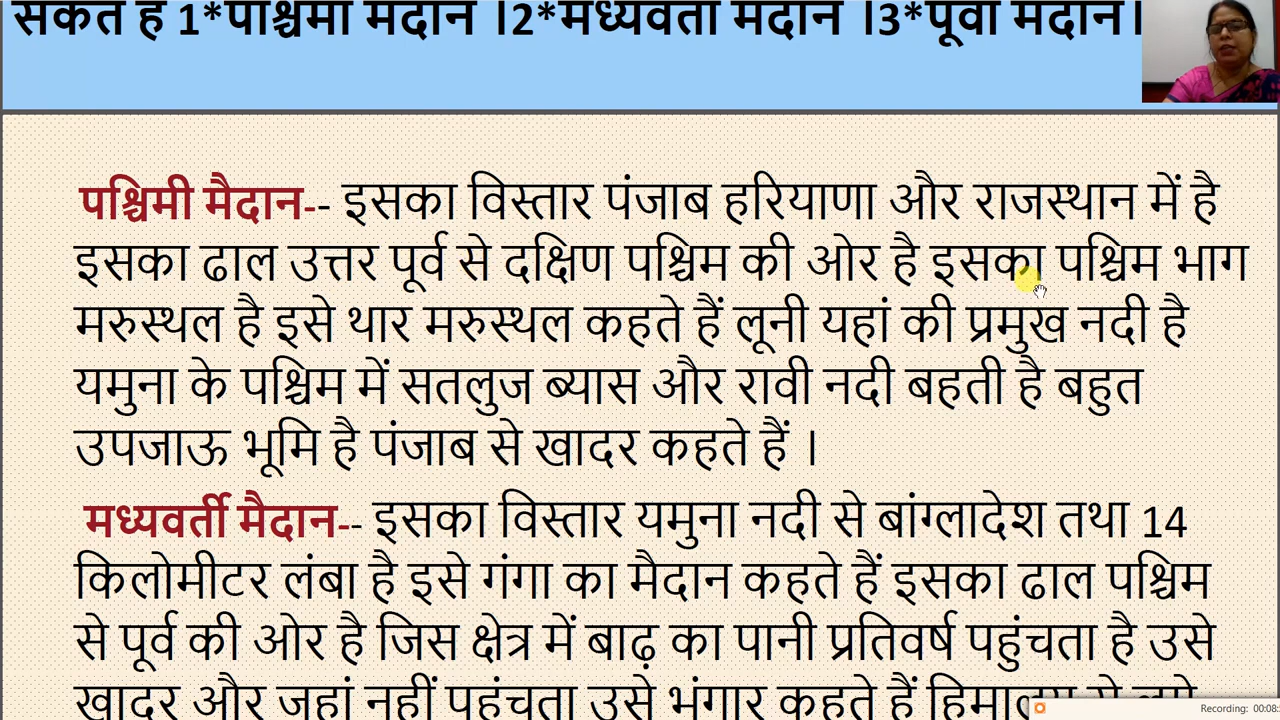 सकते हैं 1*पश्चिमी मैदान ।2*मध्यवर्ती मैदान ।3*पूर्वी मैदान।
पश्चिमी मैदान-- इसका विस्तार पंजाब हरियाणा और राजस्थान में है
इसका ढाल उत्तर पूर्व से दक्षिण पश्चिम की ओर है इसका पश्चिम भाग
मरुस्थल है इसे थार मरुस्थल कहते हैं लूनी यहां की प्रमुख नदी है
यमुना के पश्चिम में सतलुज ब्यास और रावी नदी बहती है बहुत
उपजाऊ भूमि है पंजाब से खादर कहते हैं ।
मध्यवर्ती मैदान-- इसका विस्तार यमुना नदी से बांग्लादेश तथा 14
किलोमीटर लंबा है इसे गंगा का मैदान कहते हैं इसका ढाल पश्चिम
से पूर्व की ओर है जिस क्षेत्र में बाढ़ का पानी प्रतिवर्ष पहुंचता है उसे
खादर और जहां नहीं पहुंचता उसे भंगार कहते हैं हिमालय से लगे
Recording: 00:08: